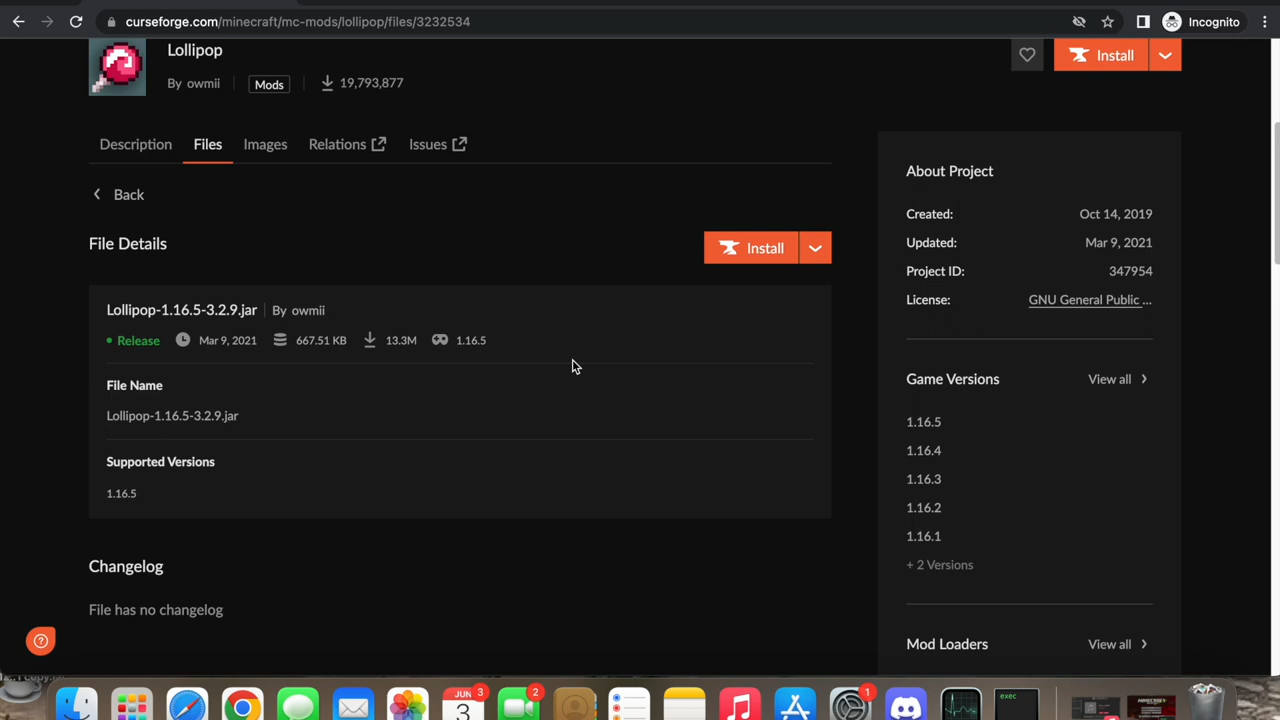 curseforge.com/minecraft/mc-mods/lollipop/files/3232534
Incognito
Lollipop
By owmii
Mods
19,793,877
Install
Description
Files
Images
Relations
Issues
Back
File Details
Install
Lollipop-1.16.5-3.2.9.jar
By owmii
Release
Mar 9, 2021
667.51 KB
13.3M
1.16.5
File Name
Lollipop-1.16.5-3.2.9.jar
Supported Versions
1.16.5
Changelog
File has no changelog
About Project
Created: Oct 14, 2019
Updated: Mar 9, 2021
Project ID: 347954
License: GNU General Public ...
Game Versions
View all
1.16.5
1.16.4
1.16.3
1.16.2
1.16.1
+ 2 Versions
Mod Loaders
View all
copy.jar
JUN
3
3
2
1
exec